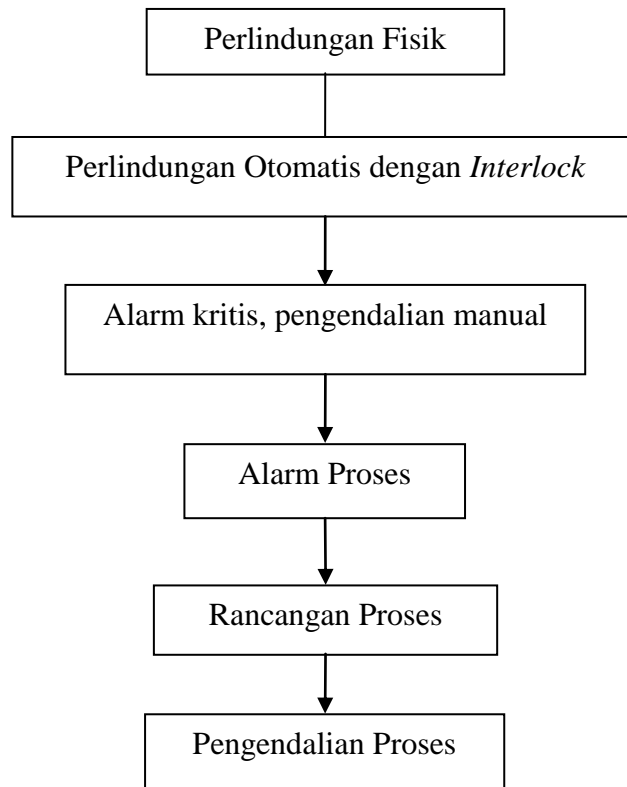 Perlindungan Fisik
Perlindungan Otomatis dengan Interlock
Alarm kritis, pengendalian manual
Alarm Proses
Rancangan Proses
Pengendalian Proses